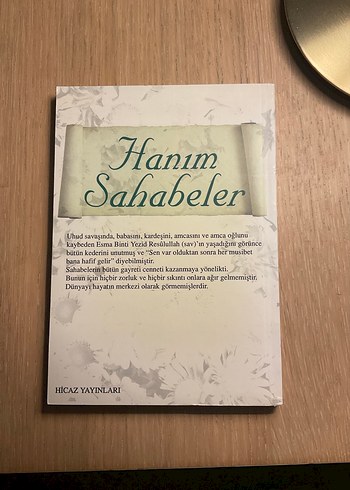 Hanım
Sahabeler
Uhud savaşında, babasını, kardeşini, amcasını ve amca oğlunu
kaybeden Esma Binti Yezid Resûlullah (sav)'ın yaşadığını görünce
bütün kederini unutmuş ve "Sen var olduktan sonra her musibet
bana hafif gelir" diyebilmiştir.
Sahabelerin bütün gayreti cenneti kazanmaya yönelikti.
Bunun için hiçbir zorluk ve hiçbir sıkıntı onlara ağır gelmemiştir.
Dünyayı hayatın merkezi olarak görmemişlerdir.
HİCAZ YAYINLARI